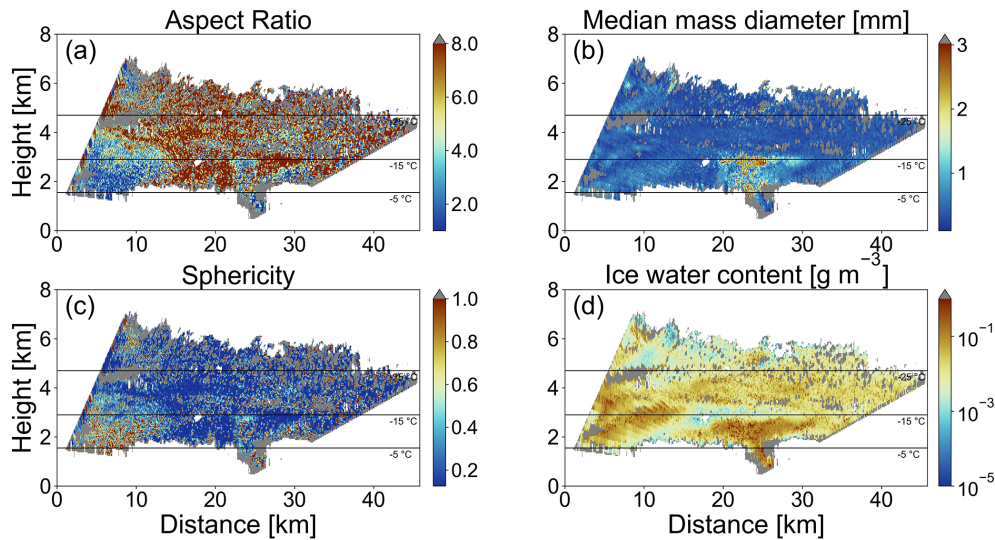 Aspect Ratio
Median mass diameter [mm]
(a)
(b)
8
6
4
2
0
Height [km]
0 10 20 30 40
-25 °C
-15 °C
-5 °C
8.0
6.0
4.0
2.0
8
6
4
2
0
0 10 20 30 40
-25 °C
-15 °C
-5 °C
3
2
1
Sphericity
Ice water content [g m⁻³]
(c)
(d)
8
6
4
2
0
Height [km]
0 10 20 30 40
Distance [km]
-25 °C
-15 °C
-5 °C
1.0
0.8
0.6
0.4
0.2
8
6
4
2
0
0 10 20 30 40
Distance [km]
-25 °C
-15 °C
-5 °C
10⁻¹
10⁻³
10⁻⁵